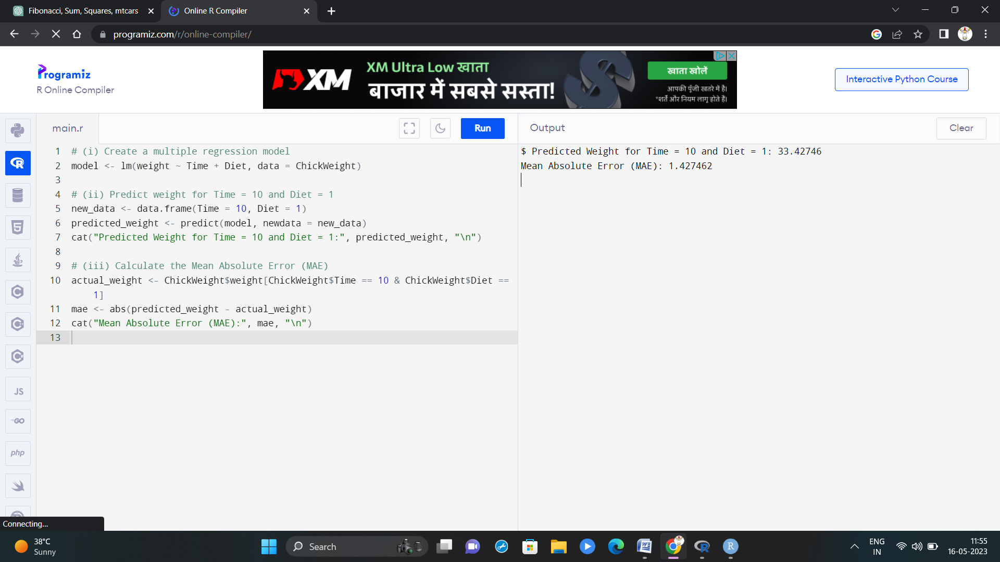 Fibonacci, Sum, Squares, mtcars
Online R Compiler
programiz.com/r/online-compiler/
Programiz
R Online Compiler
XM
XM Ultra Low खाता
बाजार में सबसे सस्ता!
खाता खोलें
आपकी पूँजी खतरे में है।
*शर्तें और नियम लागू होते हैं।
Interactive Python Course
main.r
Run
Output
Clear
1 # (i) Create a multiple regression model
2 model <- lm(weight ~ Time + Diet, data = ChickWeight)
3
4 # (ii) Predict weight for Time = 10 and Diet = 1
5 new_data <- data.frame(Time = 10, Diet = 1)
6 predicted_weight <- predict(model, newdata = new_data)
7 cat("Predicted Weight for Time = 10 and Diet = 1:", predicted_weight, "\n")
8
9 # (iii) Calculate the Mean Absolute Error (MAE)
10 actual_weight <- ChickWeight$weight[ChickWeight$Time == 10 & ChickWeight$Diet ==
1]
11 mae <- abs(predicted_weight - actual_weight)
12 cat("Mean Absolute Error (MAE):", mae, "\n")
13
$ Predicted Weight for Time = 10 and Diet = 1: 33.42746
Mean Absolute Error (MAE): 1.427462
R
5
C
C
C
JS
GO
php
Connecting...
38°C
Sunny
Search
W
R
R
ENG
IN
11:55
16-05-2023